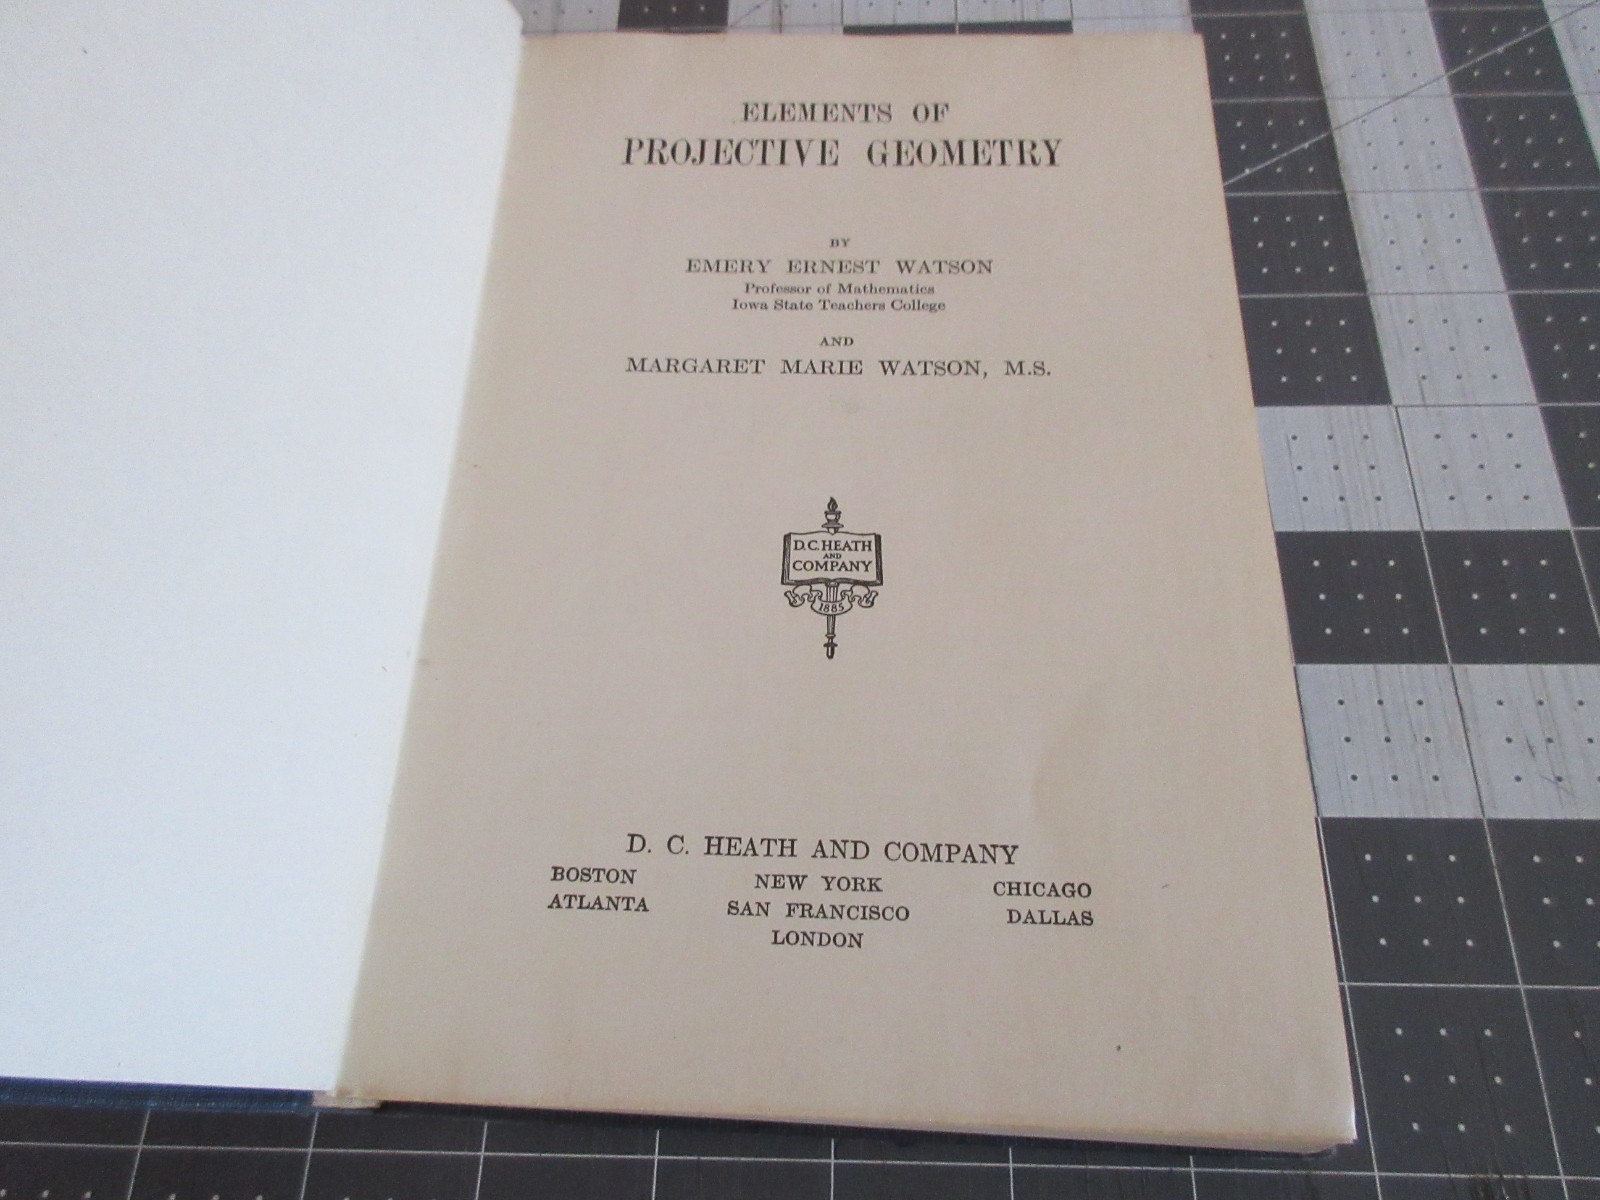 ELEMENTS OF
PROJECTIVE GEOMETRY
BY
EMERY ERNEST WATSON
Professor of Mathematics
Iowa State Teachers College
AND
MARGARET MARIE WATSON, M.S.
D.C. HEATH
AND
COMPANY
1885
D. C. HEATH AND COMPANY
BOSTON NEW YORK CHICAGO
ATLANTA SAN FRANCISCO DALLAS
LONDON